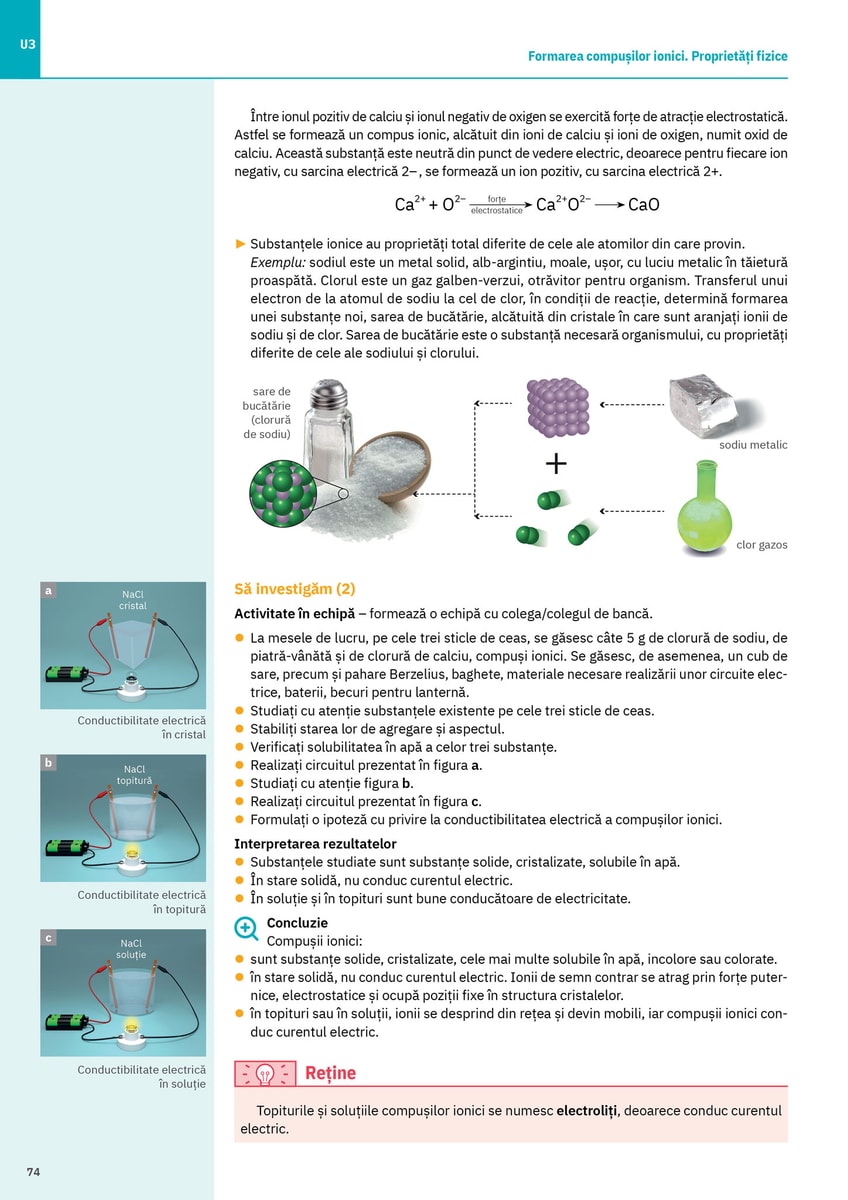 U3
Formarea compușilor ionici. Proprietăți fizice
Între ionul pozitiv de calciu și ionul negativ de oxigen se exercită forțe de atracție electrostatică.
Astfel se formează un compus ionic, alcătuit din ioni de calciu și ioni de oxigen, numit oxid de
calciu. Această substanță este neutră din punct de vedere electric, deoarece pentru fiecare ion
negativ, cu sarcina electrică 2–, se formează un ion pozitiv, cu sarcina electrică 2+.
Ca²⁺ + O²⁻ forțe electrostatice → Ca²⁺O²⁻ → CaO
► Substanțele ionice au proprietăți total diferite de cele ale atomilor din care provin.
Exemplu: sodiul este un metal solid, alb-argintiu, moale, ușor, cu luciu metalic în tăietură
proaspătă. Clorul este un gaz galben-verzui, otrăvitor pentru organism. Transferul unui
electron de la atomul de sodiu la cel de clor, în condiții de reacție, determină formarea
unei substanțe noi, sarea de bucătărie, alcătuită din cristale în care sunt aranjați ionii de
sodiu și de clor. Sarea de bucătărie este o substanță necesară organismului, cu proprietăți
diferite de cele ale sodiului și clorului.
sare de
bucătărie
(clorură
de sodiu)
sodiu metalic
+
clor gazos
a
NaCl
cristal
Conductibilitate electrică
în cristal
b
NaCl
topitură
Conductibilitate electrică
în topitură
c
NaCl
soluție
Conductibilitate electrică
în soluție
Să investigăm (2)
Activitate în echipă – formează o echipă cu colega/colegul de bancă.
● La mesele de lucru, pe cele trei sticle de ceas, se găsesc câte 5 g de clorură de sodiu, de
piatră-vânătă și de clorură de calciu, compuși ionici. Se găsesc, de asemenea, un cub de
sare, precum și pahare Berzelius, baghete, materiale necesare realizării unor circuite elec-
trice, baterii, becuri pentru lanternă.
● Studiați cu atenție substanțele existente pe cele trei sticle de ceas.
● Stabiliți starea lor de agregare și aspectul.
● Verificați solubilitatea în apă a celor trei substanțe.
● Realizați circuitul prezentat în figura a.
● Studiați cu atenție figura b.
● Realizați circuitul prezentat în figura c.
● Formulați o ipoteză cu privire la conductibilitatea electrică a compușilor ionici.
Interpretarea rezultatelor
● Substanțele studiate sunt substanțe solide, cristalizate, solubile în apă.
● În stare solidă, nu conduc curentul electric.
● În soluție și în topituri sunt bune conducătoare de electricitate.
Concluzie
Compușii ionici:
● sunt substanțe solide, cristalizate, cele mai multe solubile în apă, incolore sau colorate.
● în stare solidă, nu conduc curentul electric. Ionii de semn contrar se atrag prin forțe puter-
nice, electrostatice și ocupă poziții fixe în structura cristalelor.
● în topituri sau în soluții, ionii se desprind din rețea și devin mobili, iar compușii ionici con-
duc curentul electric.
Reține
Topiturile și soluțiile compușilor ionici se numesc electroliți, deoarece conduc curentul
electric.
74